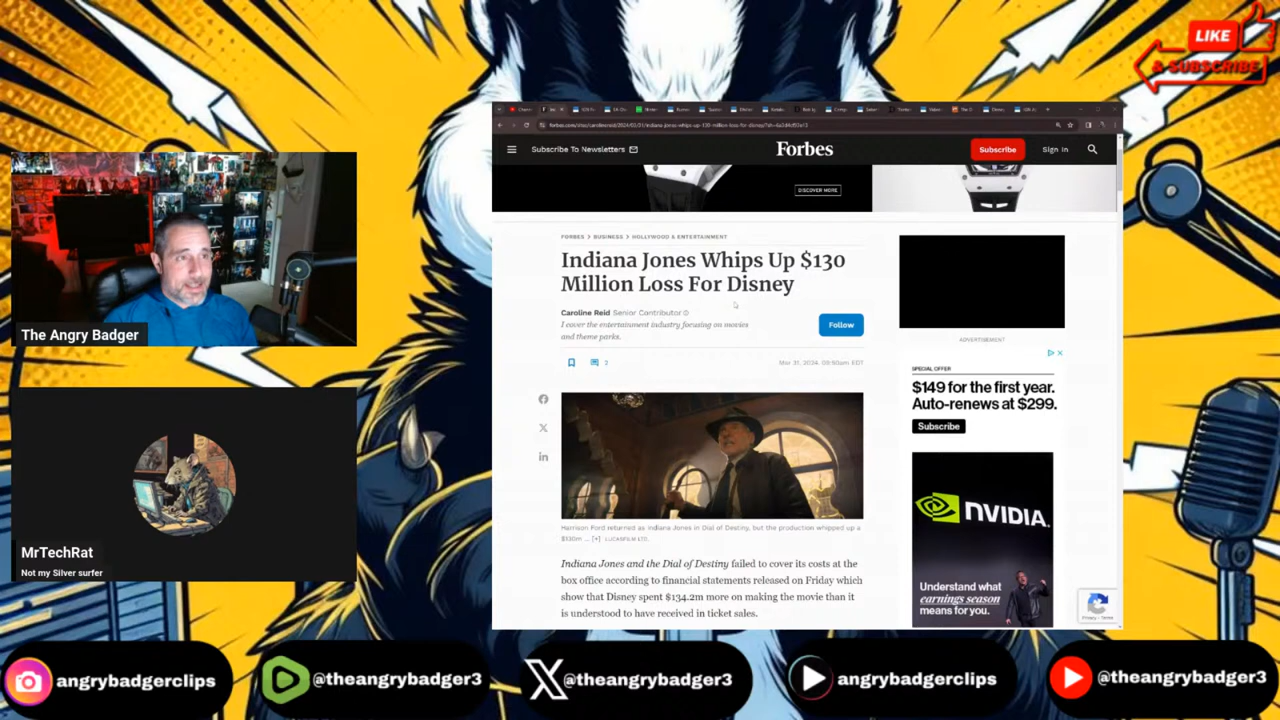 LIKE
& SUBSCRIBE
Subscribe To Newsletters
Forbes
Subscribe
Sign In
DISCOVER MORE
FORBES > BUSINESS > HOLLYWOOD & ENTERTAINMENT
Indiana Jones Whips Up $130
Million Loss For Disney
Caroline Reid Senior Contributor
I cover the entertainment industry focusing on movies
and theme parks.
Follow
2
Mar 31, 2024,
ADVERTISEMENT
SPECIAL OFFER
$149 for the first year.
Auto-renews at $299.
Subscribe
Harrison Ford returned as Indiana Jones in Dial of Destiny, but the production whipped up a
$130m ... [+] LUCASFILM LTD.
Indiana Jones and the Dial of Destiny failed to cover its costs at the
box office according to financial statements released on Friday which
show that Disney spent $134.2m more on making the movie than it
is understood to have received in ticket sales.
NVIDIA.
Understand what
earnings season
means for you.
Privacy - Terms
The Angry Badger
MrTechRat
Not my Silver surfer
angrybadgerclips
@theangrybadger3
@theangrybadger3
angrybadgerclips
@theangrybadger3